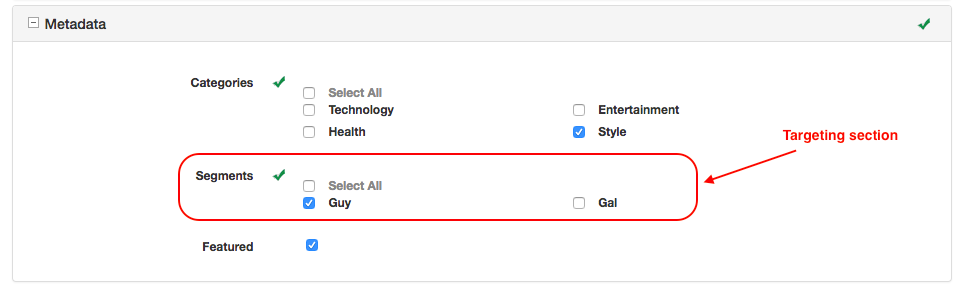 Metadata
Categories
Select All
Technology Entertainment
Health Style
Targeting section
Segments
Select All
Guy Gal
Featured